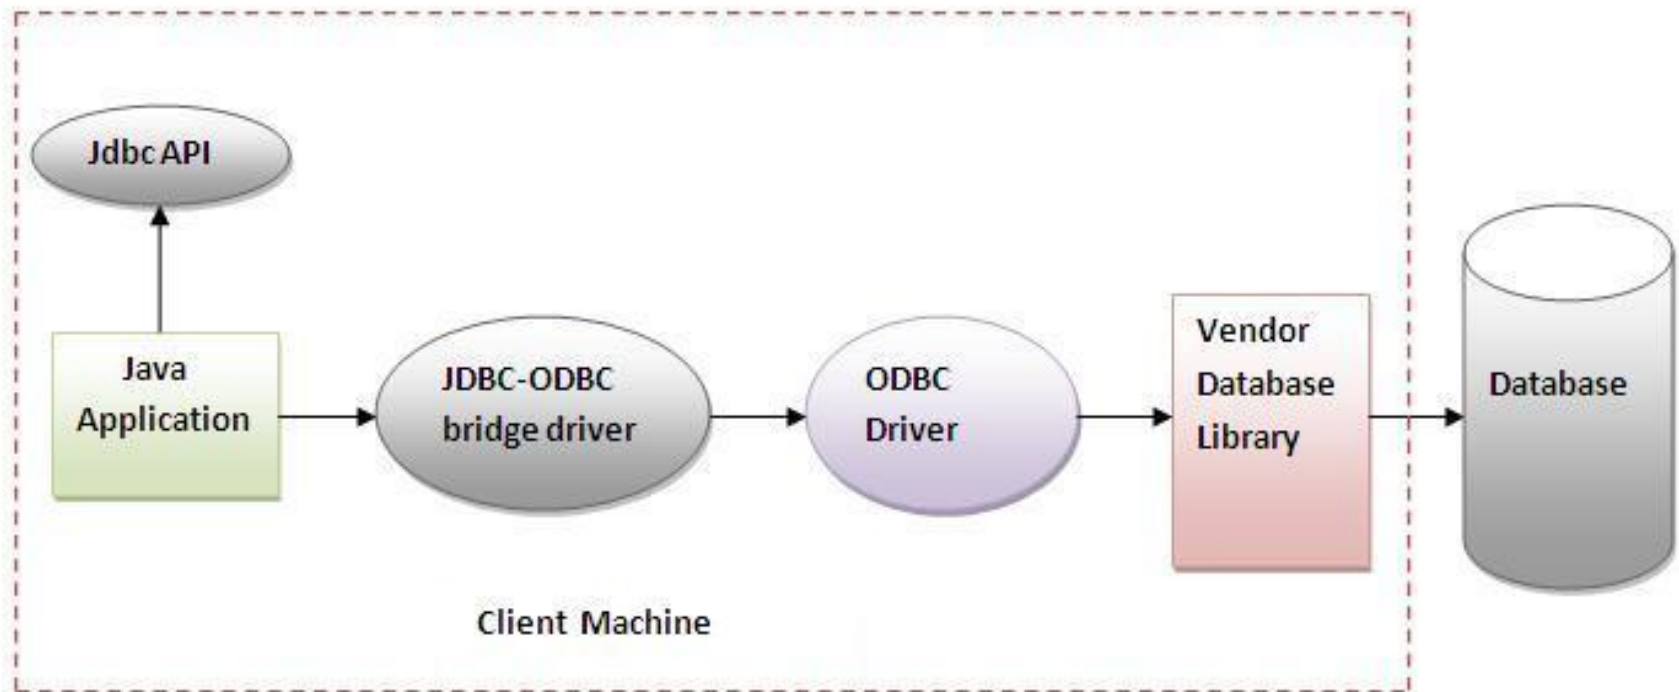 Jdbc API
Java
Application
JDBC-ODBC
bridge driver
ODBC
Driver
Vendor
Database
Library
Database
Client Machine